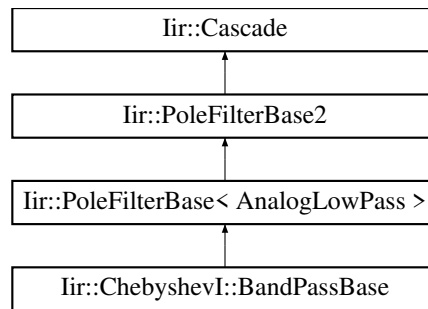 Iir::Cascade
Iir::PoleFilterBase2
Iir::PoleFilterBase< AnalogLowPass >
Iir::ChebyshevI::BandPassBase